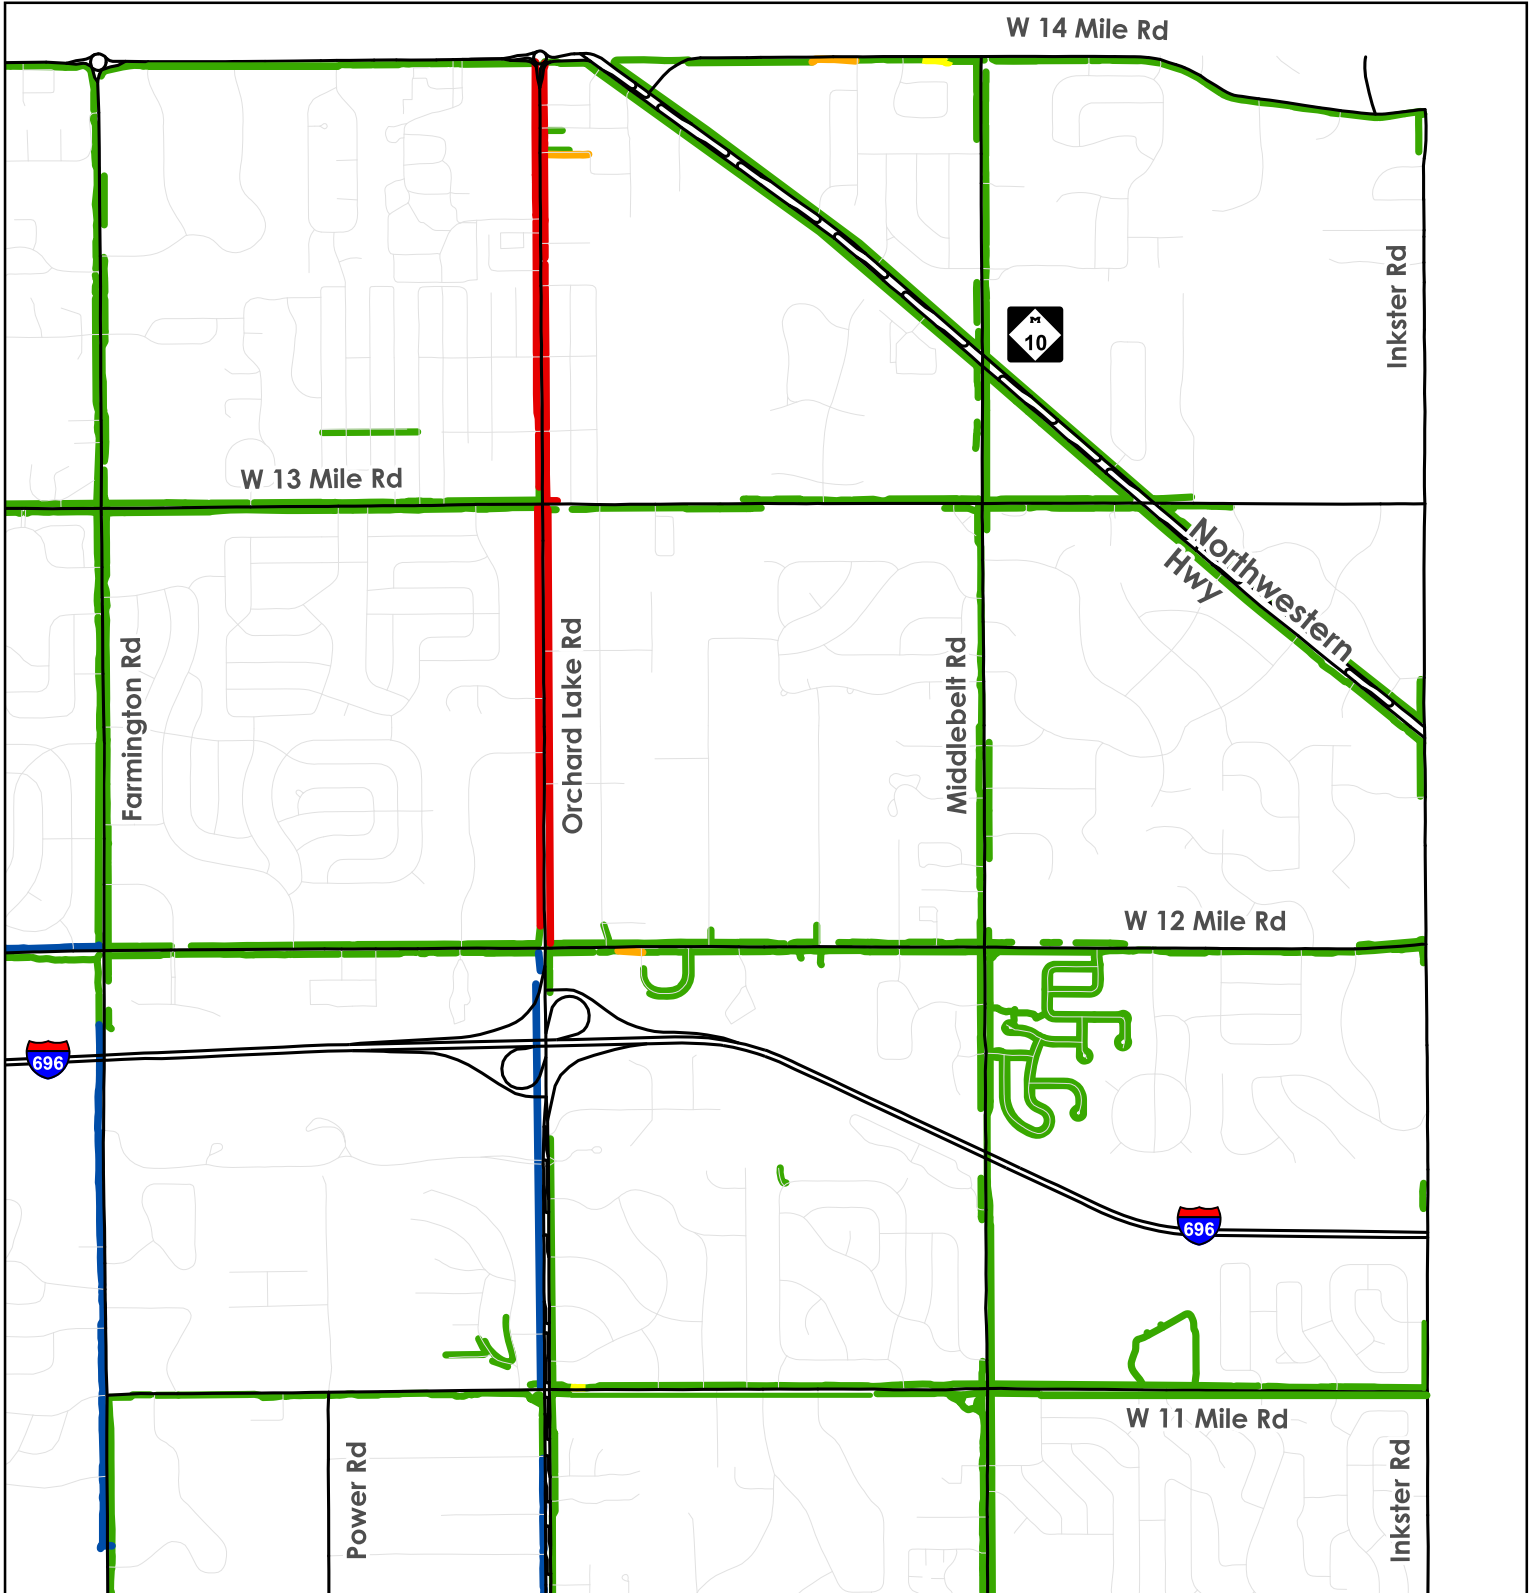 W 14 Mile Rd
Inkster Rd
M
10
W 13 Mile Rd
Northwestern
Hwy
Farmington Rd
Orchard Lake Rd
Middlebelt Rd
W 12 Mile Rd
696
696
W 11 Mile Rd
Power Rd
Inkster Rd